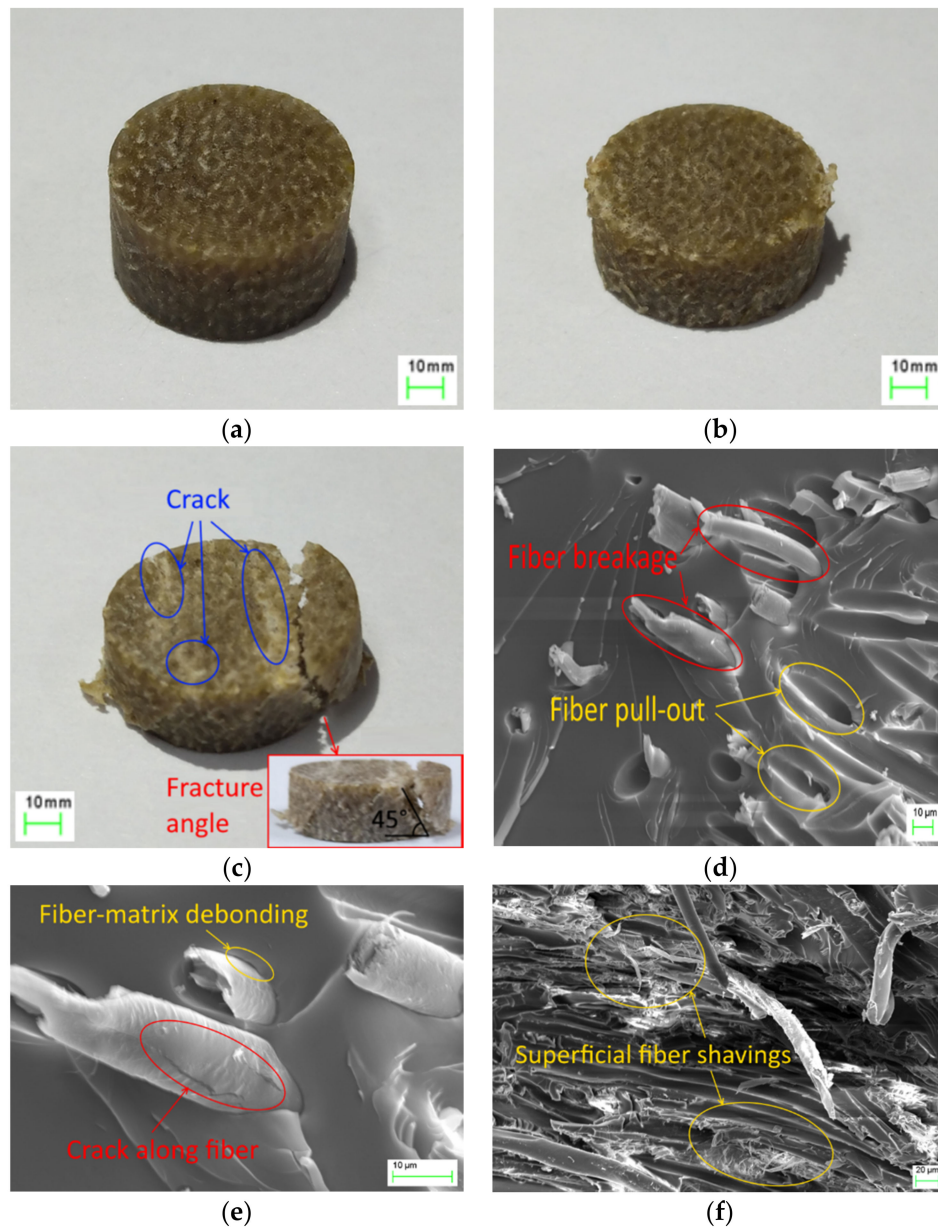 10mm
(a)
10mm
(b)
Crack
10mm
Fracture
angle
45°
(c)
Fiber breakage
Fiber pull-out
10 µm
(d)
Fiber-matrix debonding
Crack along fiber
10 µm
(e)
Superficial fiber shavings
20 µm
(f)